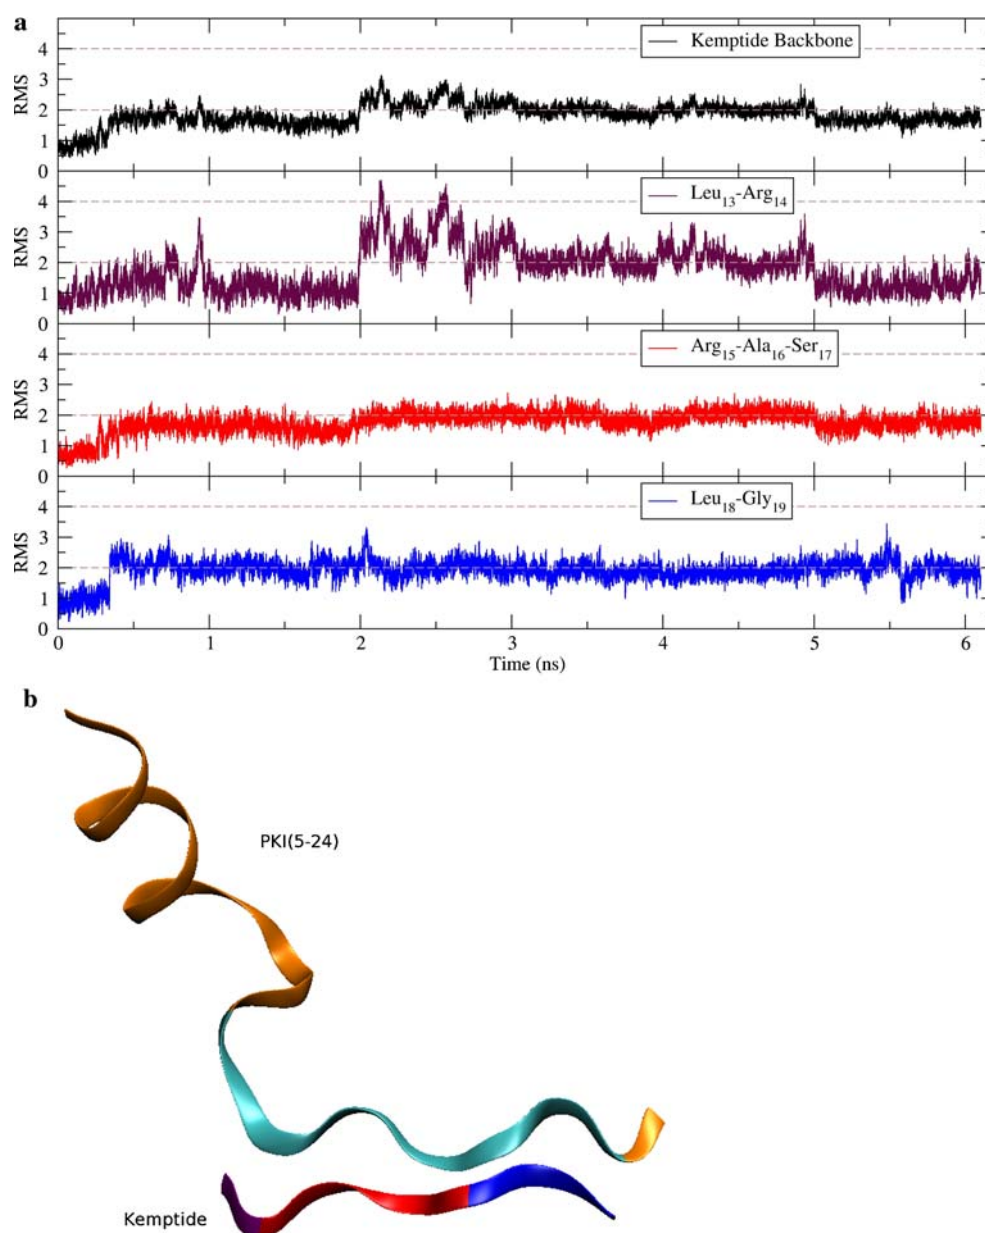 a
4
3
2
1
0
RMS
Kemptide Backbone
4
3
2
1
0
RMS
Leu13-Arg14
4
3
2
1
0
RMS
Arg15-Ala16-Ser17
4
3
2
1
0
RMS
Leu18-Gly19
0 1 2 3 4 5 6
Time (ns)
b
PKI(5-24)
Kemptide